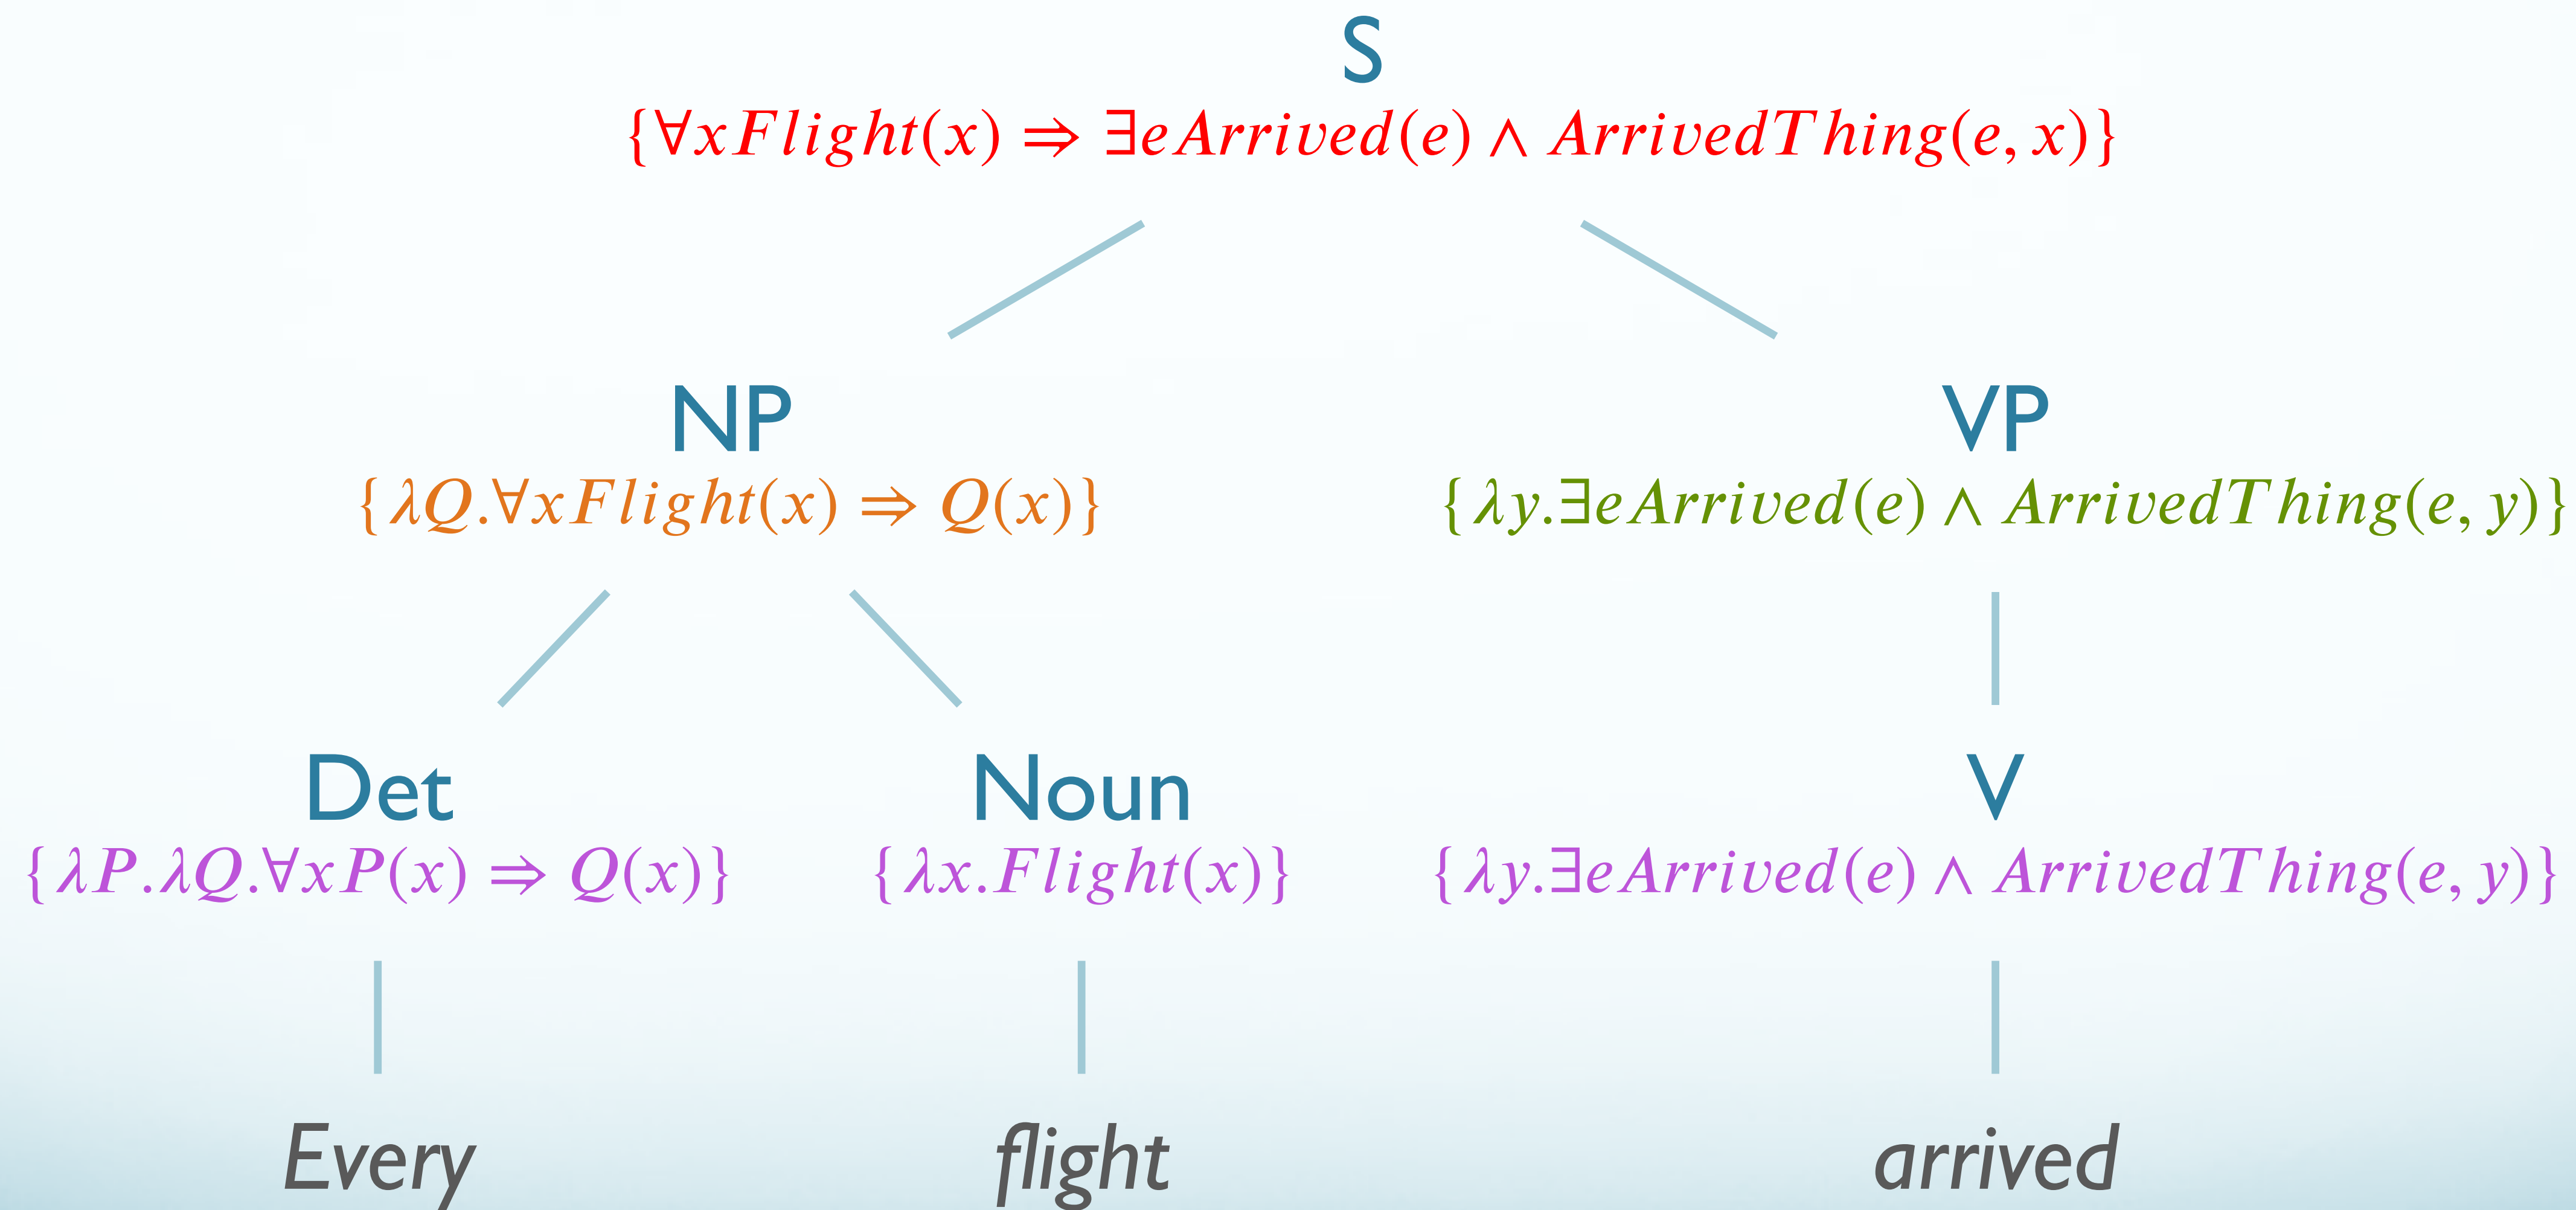 S
{∀xFlight(x) ⇒ ∃eArrived(e) ∧ ArrivedThing(e, x)}
NP VP
{λQ.∀xFlight(x) ⇒ Q(x)} {λy.∃eArrived(e) ∧ ArrivedThing(e, y)}
Det Noun V
{λP.λQ.∀xP(x) ⇒ Q(x)} {λx.Flight(x)} {λy.∃eArrived(e) ∧ ArrivedThing(e, y)}
Every flight arrived